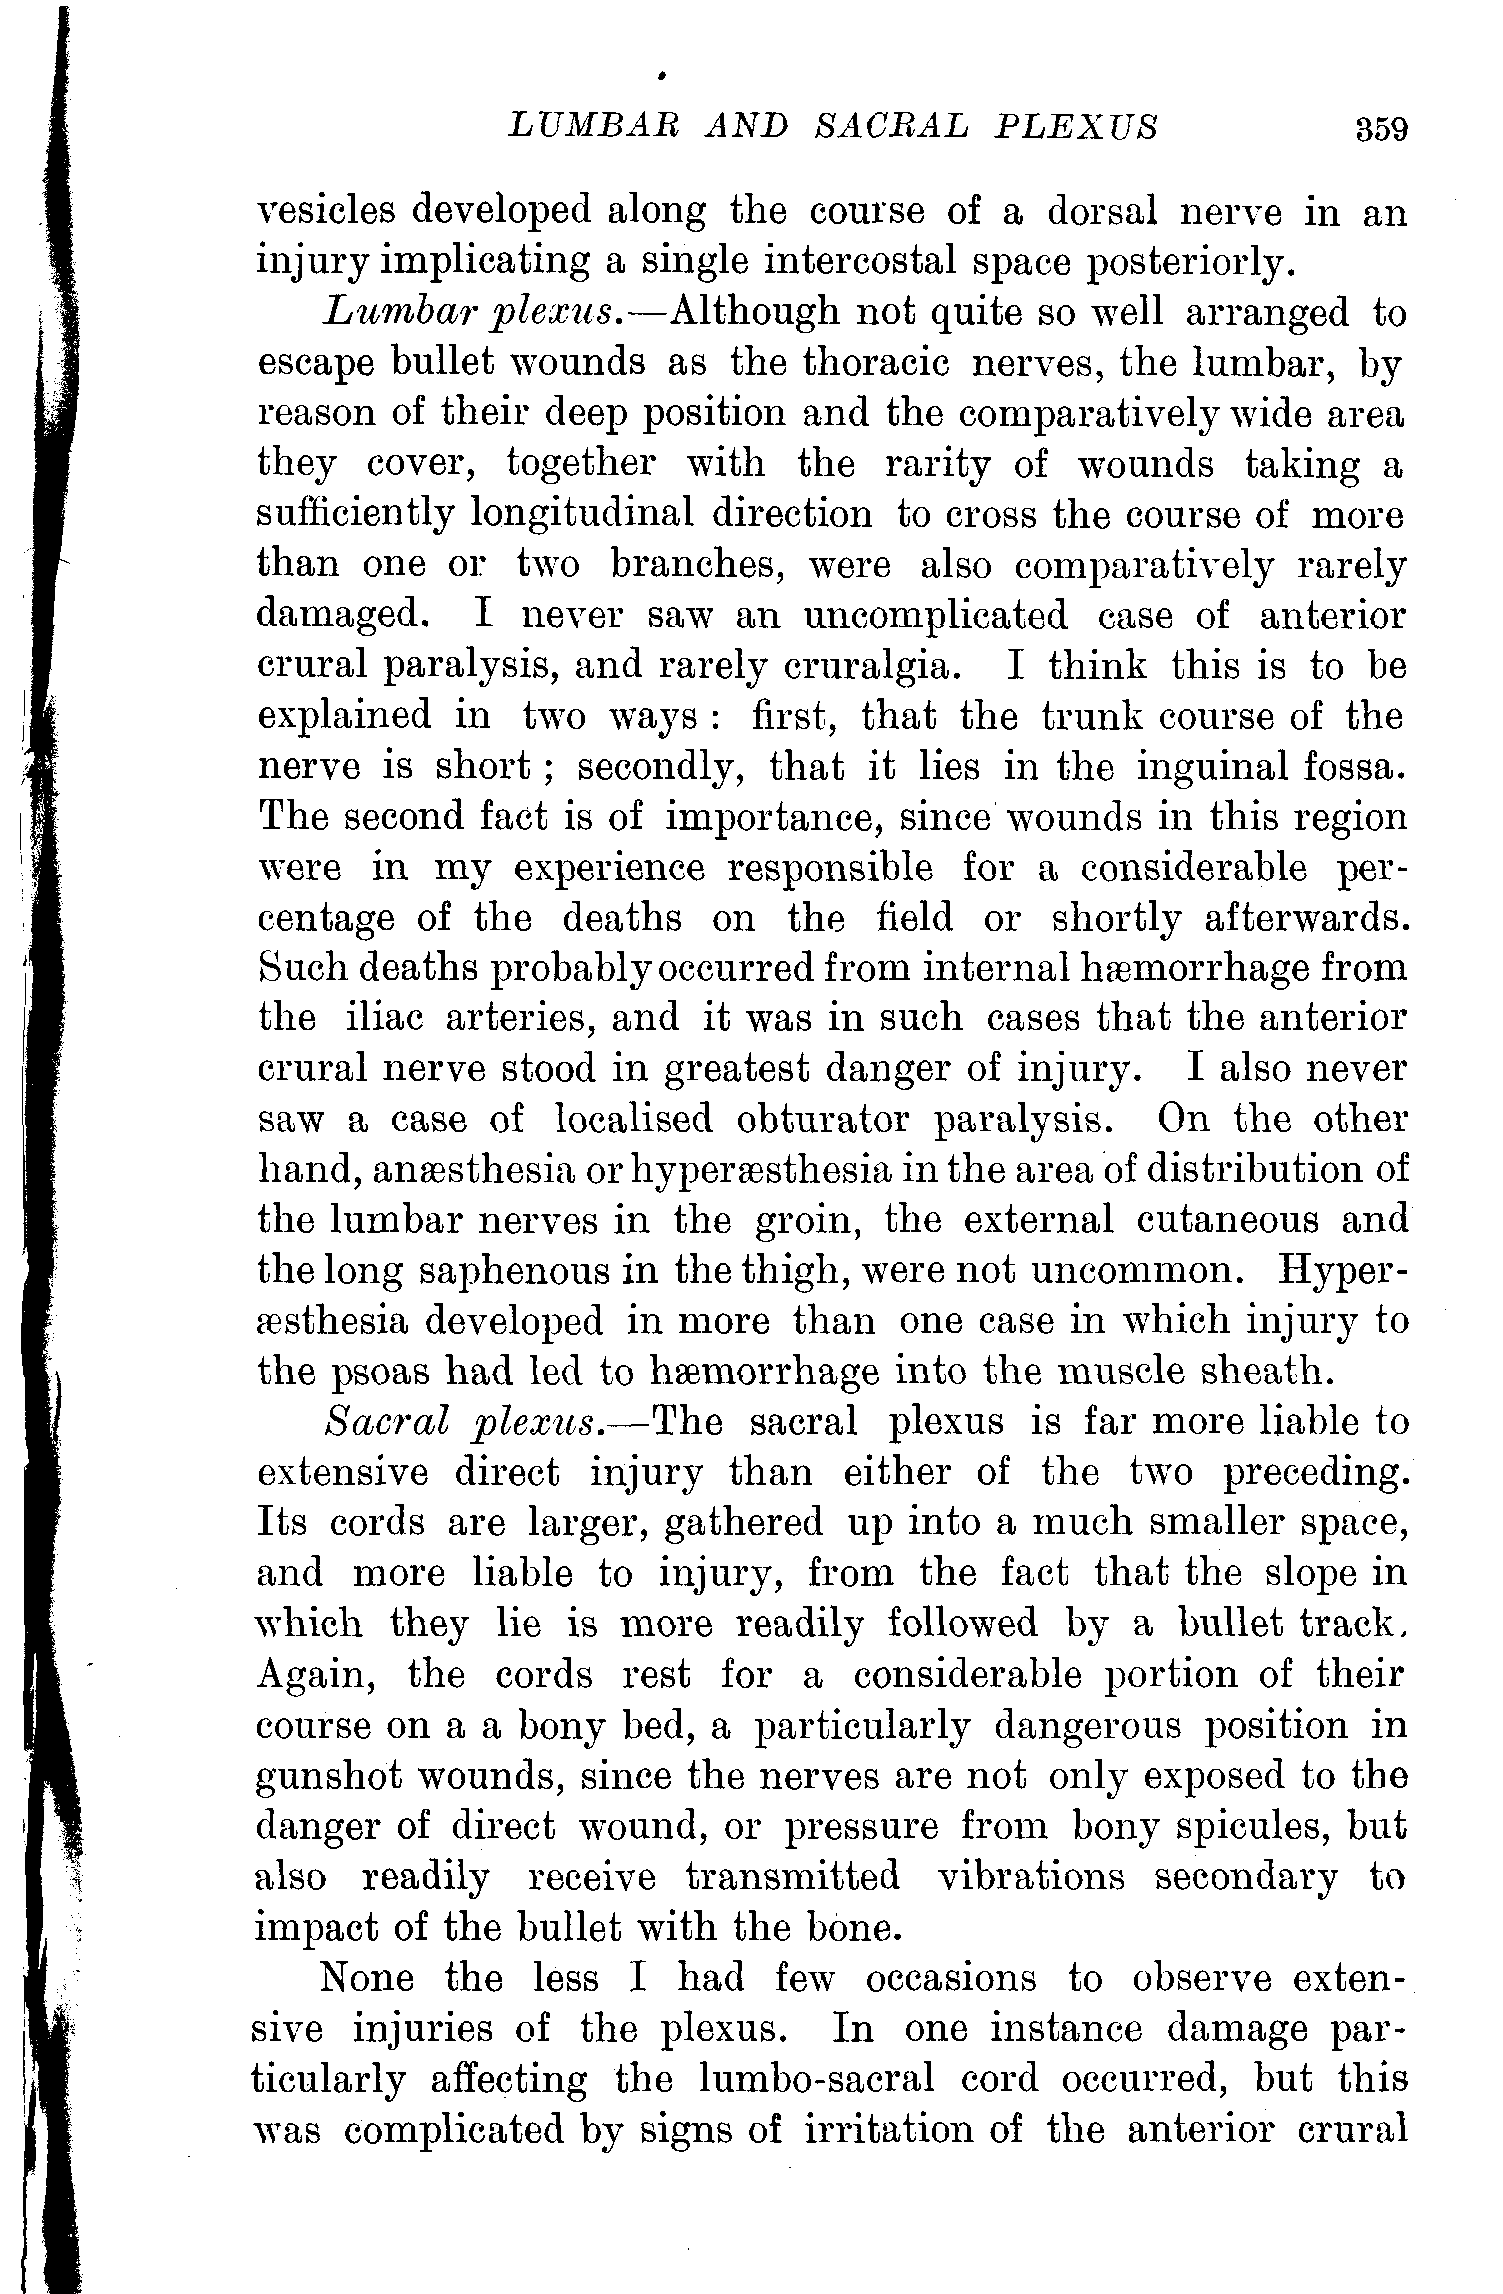 LUMBAR AND SACRAL PLEXUS 359
vesicles developed along the course of a dorsal nerve in an
injury implicating a single intercostal space posteriorly.
Lumbar plexus.—Although not quite so well arranged to
escape bullet wounds as the thoracic nerves, the lumbar, by
reason of their deep position and the comparatively wide area
they cover, together with the rarity of wounds taking a
sufficiently longitudinal direction to cross the course of more
than one or two branches, were also comparatively rarely
damaged. I never saw an uncomplicated case of anterior
crural paralysis, and rarely cruralgia. I think this is to be
explained in two ways : first, that the trunk course of the
nerve is short ; secondly, that it lies in the inguinal fossa.
The second fact is of importance, since wounds in this region
were in my experience responsible for a considerable per-
centage of the deaths on the field or shortly afterwards.
Such deaths probably occurred from internal hæmorrhage from
the iliac arteries, and it was in such cases that the anterior
crural nerve stood in greatest danger of injury. I also never
saw a case of localised obturator paralysis. On the other
hand, anæsthesia or hyperæsthesia in the area of distribution of
the lumbar nerves in the groin, the external cutaneous and
the long saphenous in the thigh, were not uncommon. Hyper-
æsthesia developed in more than one case in which injury to
the psoas had led to hæmorrhage into the muscle sheath.
Sacral plexus.—The sacral plexus is far more liable to
extensive direct injury than either of the two preceding.
Its cords are larger, gathered up into a much smaller space,
and more liable to injury, from the fact that the slope in
which they lie is more readily followed by a bullet track.
Again, the cords rest for a considerable portion of their
course on a a bony bed, a particularly dangerous position in
gunshot wounds, since the nerves are not only exposed to the
danger of direct wound, or pressure from bony spicules, but
also readily receive transmitted vibrations secondary to
impact of the bullet with the bone.
None the less I had few occasions to observe exten-
sive injuries of the plexus. In one instance damage par-
ticularly affecting the lumbo-sacral cord occurred, but this
was complicated by signs of irritation of the anterior crural